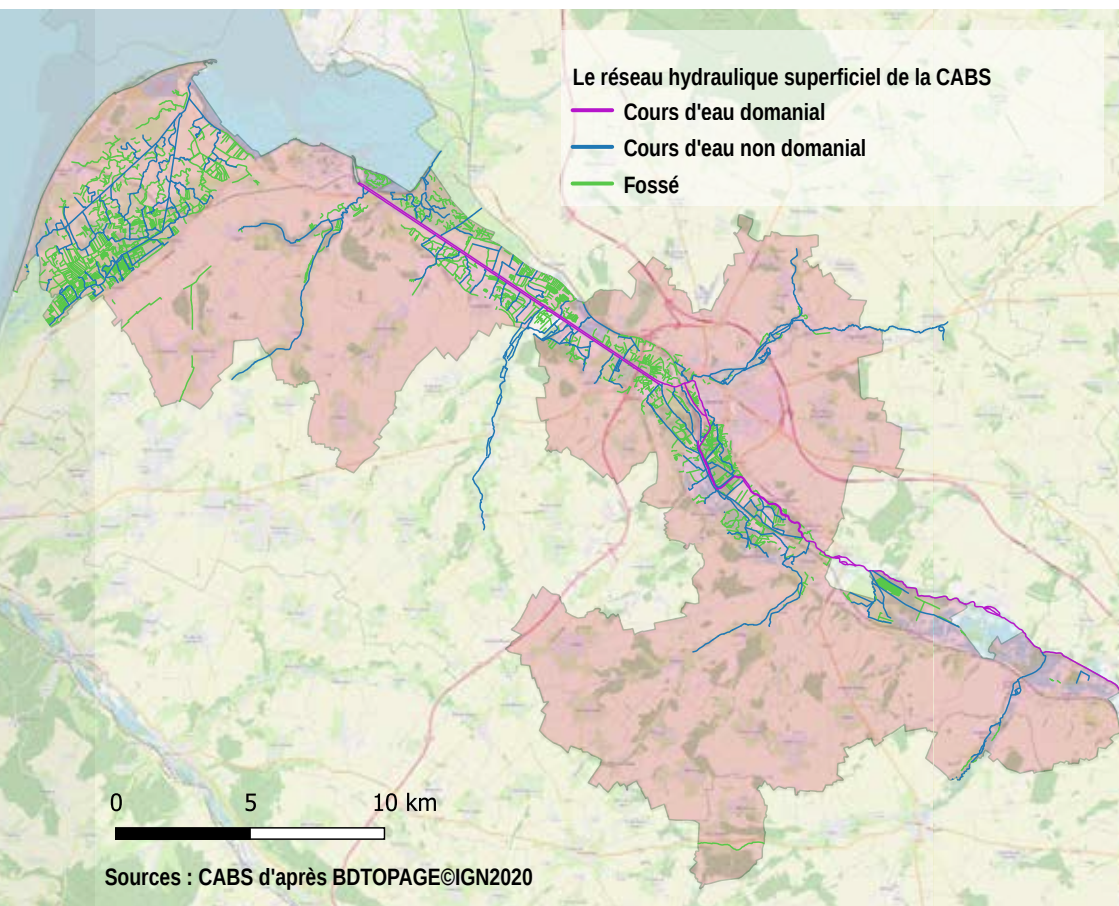 Le réseau hydraulique superficiel de la CABS
Cours d'eau domanial
Cours d'eau non domanial
Fossé
0 5 10 km
Sources : CABS d'après BDTOPAGE©IGN2020